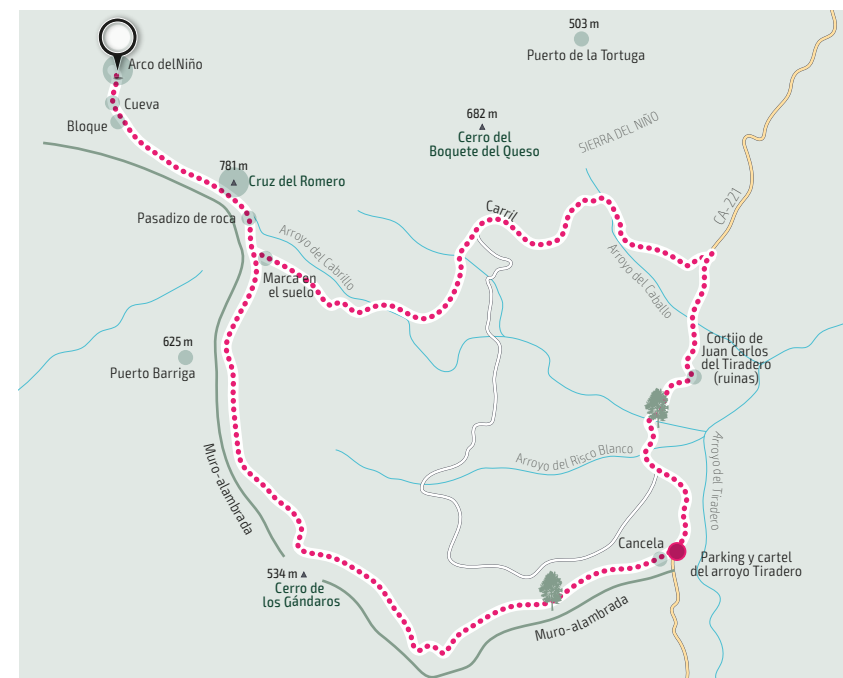 503 m
Puerto de la Tortuga
Arco delNiño
Cueva
Bloque
682 m
Cerro del
Boquete del Queso
SIERRA DEL NIÑO
781 m
Cruz del Romero
Pasadizo de roca
Carril
CA-221
Arroyo del Cabrillo
Arroyo del Caballo
Marca en
el suelo
625 m
Puerto Barriga
Cortijo de
Juan Carlos
del Tiradero
(ruinas)
Muro-alambrada
Arroyo del Risco Blanco
Arroyo del Tiradero
Cancela
Parking y cartel
del arroyo Tiradero
534 m
Cerro de
los Gándaros
Muro-alambrada